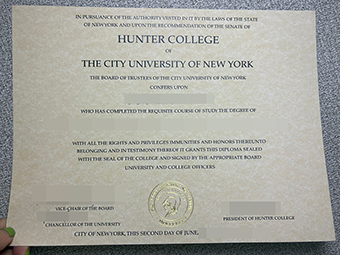 IN PURSUANCE OF THE AUTHORITY VESTED IN IT BY THE LAWS OF THE STATE
OF NEW YORK AND UPON THE RECOMMENDATION OF THE SENATE OF
HUNTER COLLEGE
OF
THE CITY UNIVERSITY OF NEW YORK
THE BOARD OF TRUSTEES OF THE CITY UNIVERSITY OF NEW YORK
CONFERS UPON
WHO HAS COMPLETED THE REQUISITE COURSE OF STUDY THE DEGREE OF
WITH ALL THE RIGHTS AND PRIVILEGES IMMUNITIES AND HONORS THEREUNTO
BELONGING AND IN TESTIMONY THEREOF IT GRANTS THIS DIPLOMA SEALED
WITH THE SEAL OF THE COLLEGE AND SIGNED BY THE APPROPRIATE BOARD
UNIVERSITY AND COLLEGE OFFICERS
VICE-CHAIR OF THE BOARD
PRESIDENT OF HUNTER COLLEGE
CHANCELLOR OF THE UNIVERSITY
CITY OF NEW YORK, THIS SECOND DAY OF JUNE,